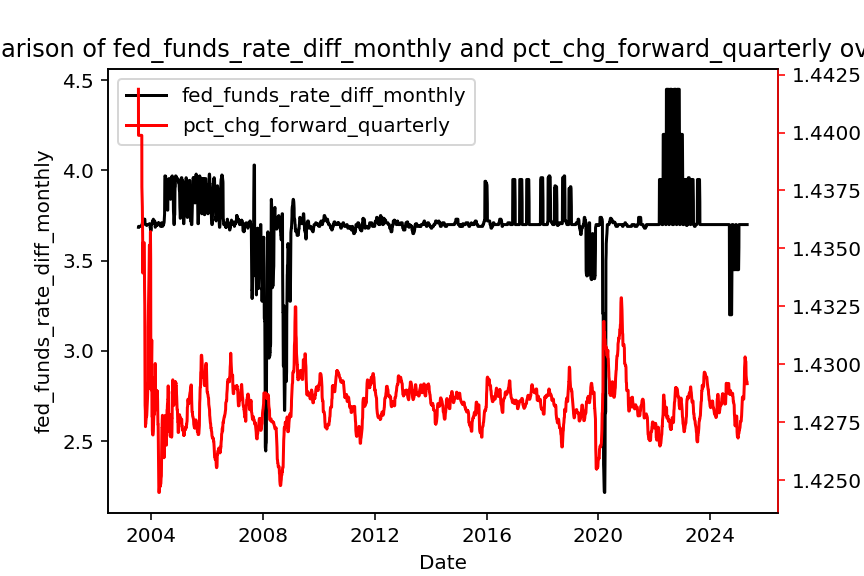 arison of fed_funds_rate_diff_monthly and pct_chg_forward_quarterly ov
fed_funds_rate_diff_monthly
pct_chg_forward_quarterly
4.5
4.0
3.5
3.0
2.5
fed_funds_rate_diff_monthly
1.4425
1.4400
1.4375
1.4350
1.4325
1.4300
1.4275
1.4250
2004 2008 2012 2016 2020 2024
Date